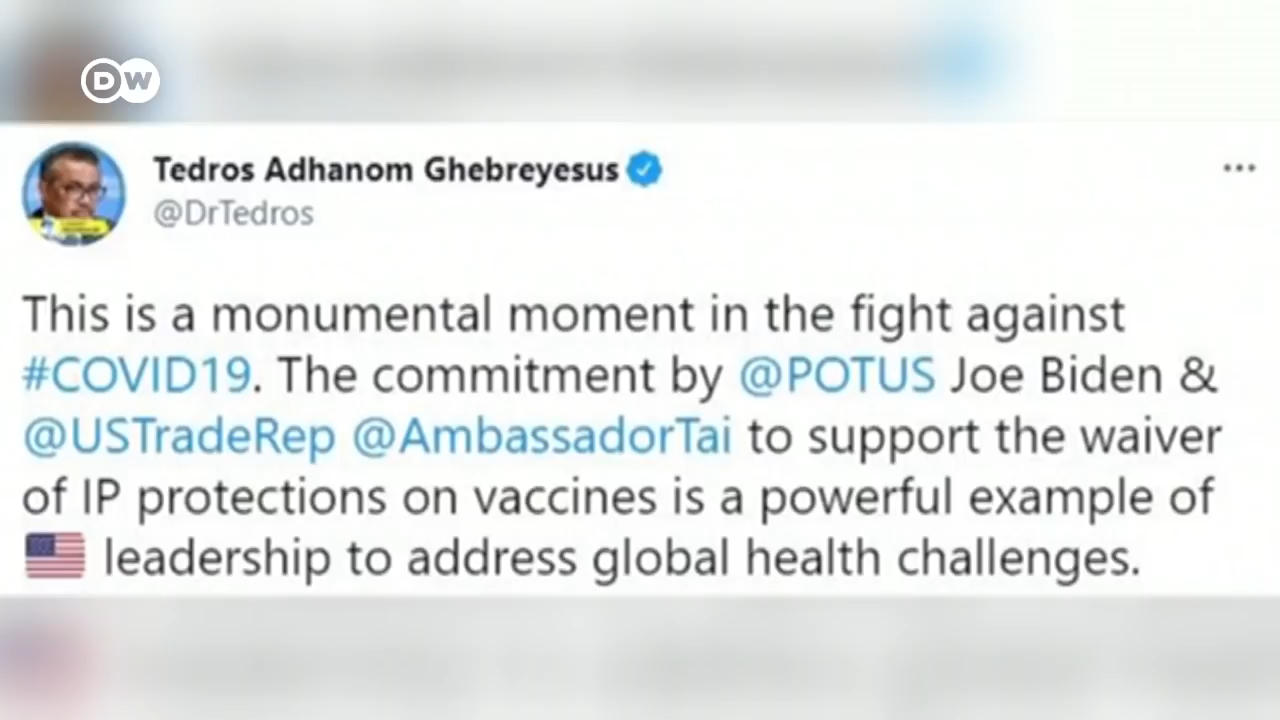 DW
Tedros Adhanom Ghebreyesus
@DrTedros
This is a monumental moment in the fight against
#COVID19. The commitment by @POTUS Joe Biden &
@USTradeRep @AmbassadorTai to support the waiver
of IP protections on vaccines is a powerful example of
🇺🇸 leadership to address global health challenges.